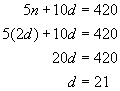 5n + 10d = 420
5(2d) + 10d = 420
20d = 420
d = 21